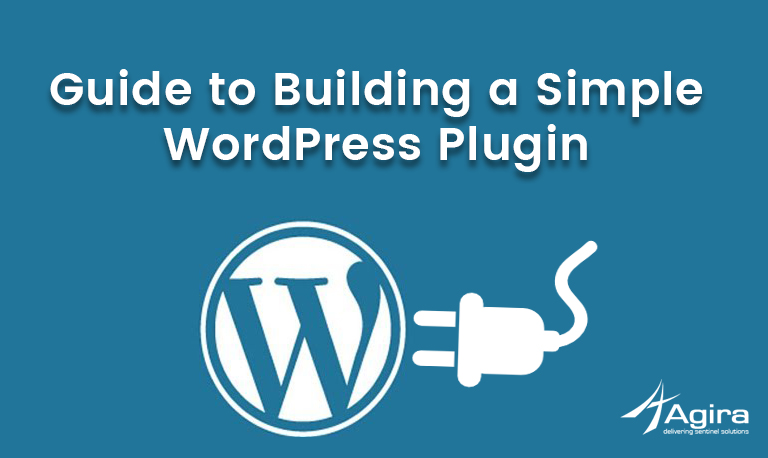 Guide to Building a Simple
WordPress Plugin
W
Agira
delivering sentinel solutions